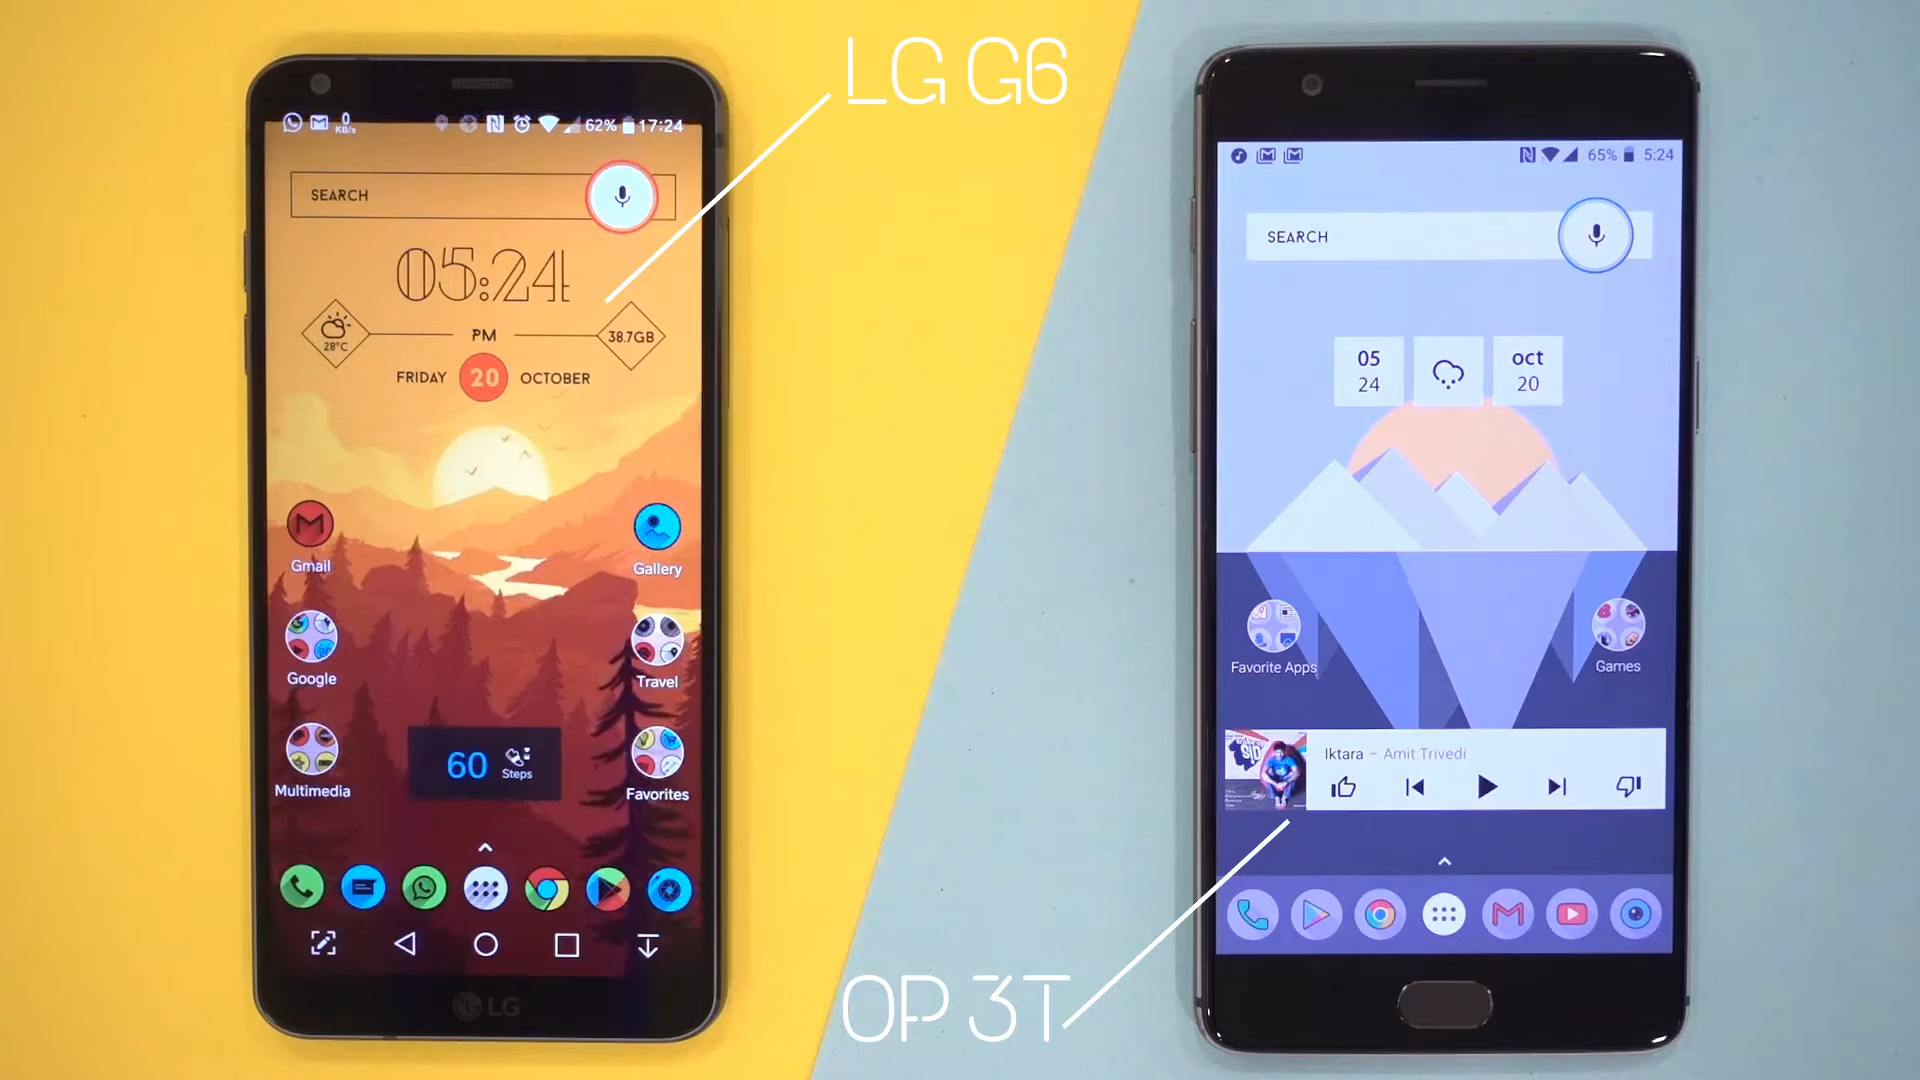 LG G6
0
KB/s
62% 17:24
SEARCH
05:24
28°C
PM
38.7GB
FRIDAY 20 OCTOBER
Gmail
Gallery
Google
Travel
60 Steps
Multimedia
Favorites
LG
65% 5:24
SEARCH
05
24
oct
20
Favorite Apps
Games
Iktara – Amit Trivedi
OP 3T